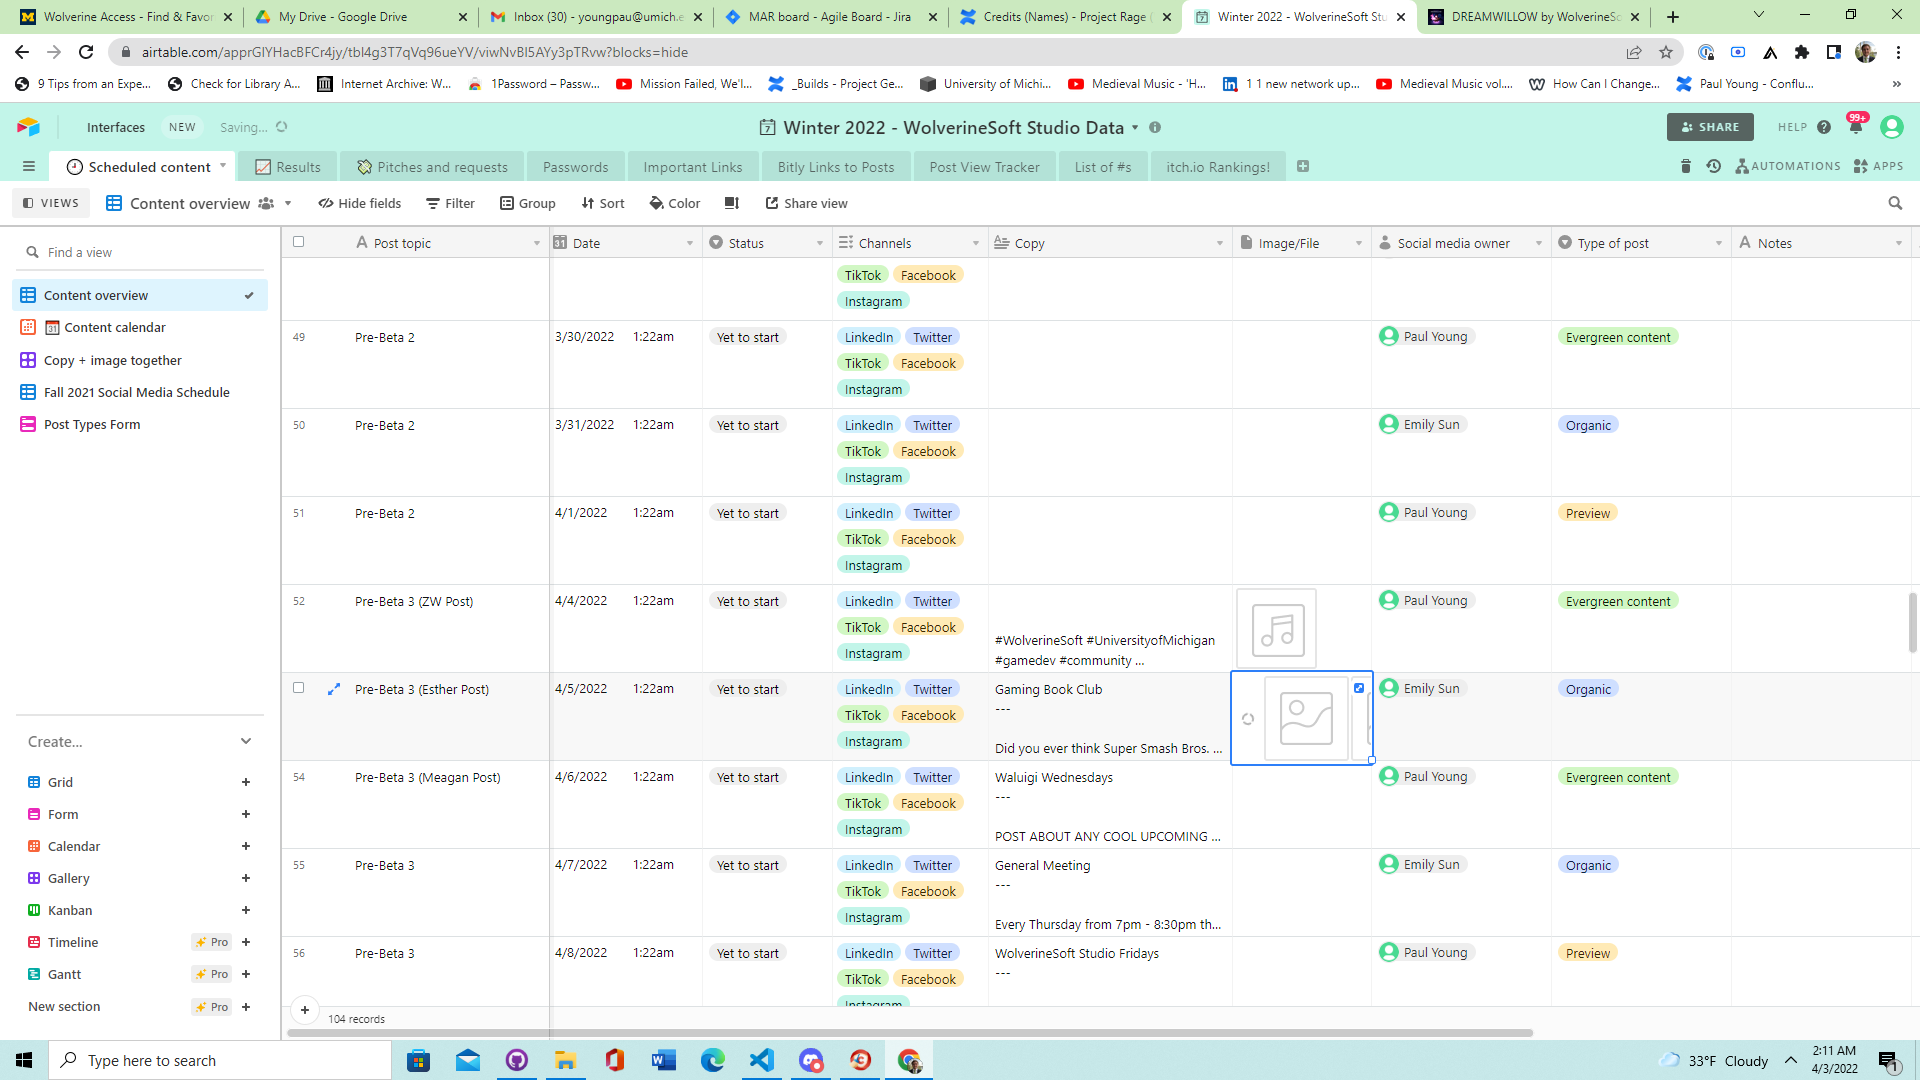 Wolverine Access - Find & Favor
My Drive - Google Drive
Inbox (30) - youngpau@umich.e
MAR board - Agile Board - Jira
Credits (Names) - Project Rage (
Winter 2022 - WolverineSoft Stu
DREAMWILLOW by WolverineSo
airtable.com/apprGlYHacBFCr4jy/tbl4g3T7qVq96ueYV/viwNvBl5AYy3pTRvw?blocks=hide
9 Tips from an Expe...
Check for Library A...
Internet Archive: W...
1Password – Passw...
Mission Failed, We'l...
_Builds - Project Ge...
University of Michi...
Medieval Music - 'H...
1 1 new network up...
Medieval Music vol....
How Can I Change...
Paul Young - Conflu...
»
Interfaces
NEW
Saving...
Winter 2022 - WolverineSoft Studio Data
SHARE
HELP
99+
Scheduled content
Results
Pitches and requests
Passwords
Important Links
Bitly Links to Posts
Post View Tracker
List of #s
itch.io Rankings!
AUTOMATIONS
APPS
VIEWS
Content overview
Hide fields
Filter
Group
Sort
Color
Share view
Find a view
Content overview
Content calendar
Copy + image together
Fall 2021 Social Media Schedule
Post Types Form
Create...
Grid
Form
Calendar
Gallery
Kanban
Timeline Pro
Gantt Pro
New section Pro
Post topic
Date
Status
Channels
Copy
Image/File
Social media owner
Type of post
Notes
TikTok Facebook
Instagram
49 Pre-Beta 2 3/30/2022 1:22am Yet to start LinkedIn Twitter Paul Young Evergreen content
TikTok Facebook
Instagram
50 Pre-Beta 2 3/31/2022 1:22am Yet to start LinkedIn Twitter Emily Sun Organic
TikTok Facebook
Instagram
51 Pre-Beta 2 4/1/2022 1:22am Yet to start LinkedIn Twitter Paul Young Preview
TikTok Facebook
Instagram
52 Pre-Beta 3 (ZW Post) 4/4/2022 1:22am Yet to start LinkedIn Twitter Paul Young Evergreen content
TikTok Facebook #WolverineSoft #UniversityofMichigan
Instagram #gamedev #community ...
Pre-Beta 3 (Esther Post) 4/5/2022 1:22am Yet to start LinkedIn Twitter Gaming Book Club Emily Sun Organic
TikTok Facebook ---
Instagram Did you ever think Super Smash Bros. ...
54 Pre-Beta 3 (Meagan Post) 4/6/2022 1:22am Yet to start LinkedIn Twitter Waluigi Wednesdays Paul Young Evergreen content
TikTok Facebook ---
Instagram POST ABOUT ANY COOL UPCOMING ...
55 Pre-Beta 3 4/7/2022 1:22am Yet to start LinkedIn Twitter General Meeting Emily Sun Organic
TikTok Facebook ---
Instagram Every Thursday from 7pm - 8:30pm th...
56 Pre-Beta 3 4/8/2022 1:22am Yet to start LinkedIn Twitter WolverineSoft Studio Fridays Paul Young Preview
TikTok Facebook ---
Instagram
104 records
Type here to search
33°F Cloudy
2:11 AM
4/3/2022
1